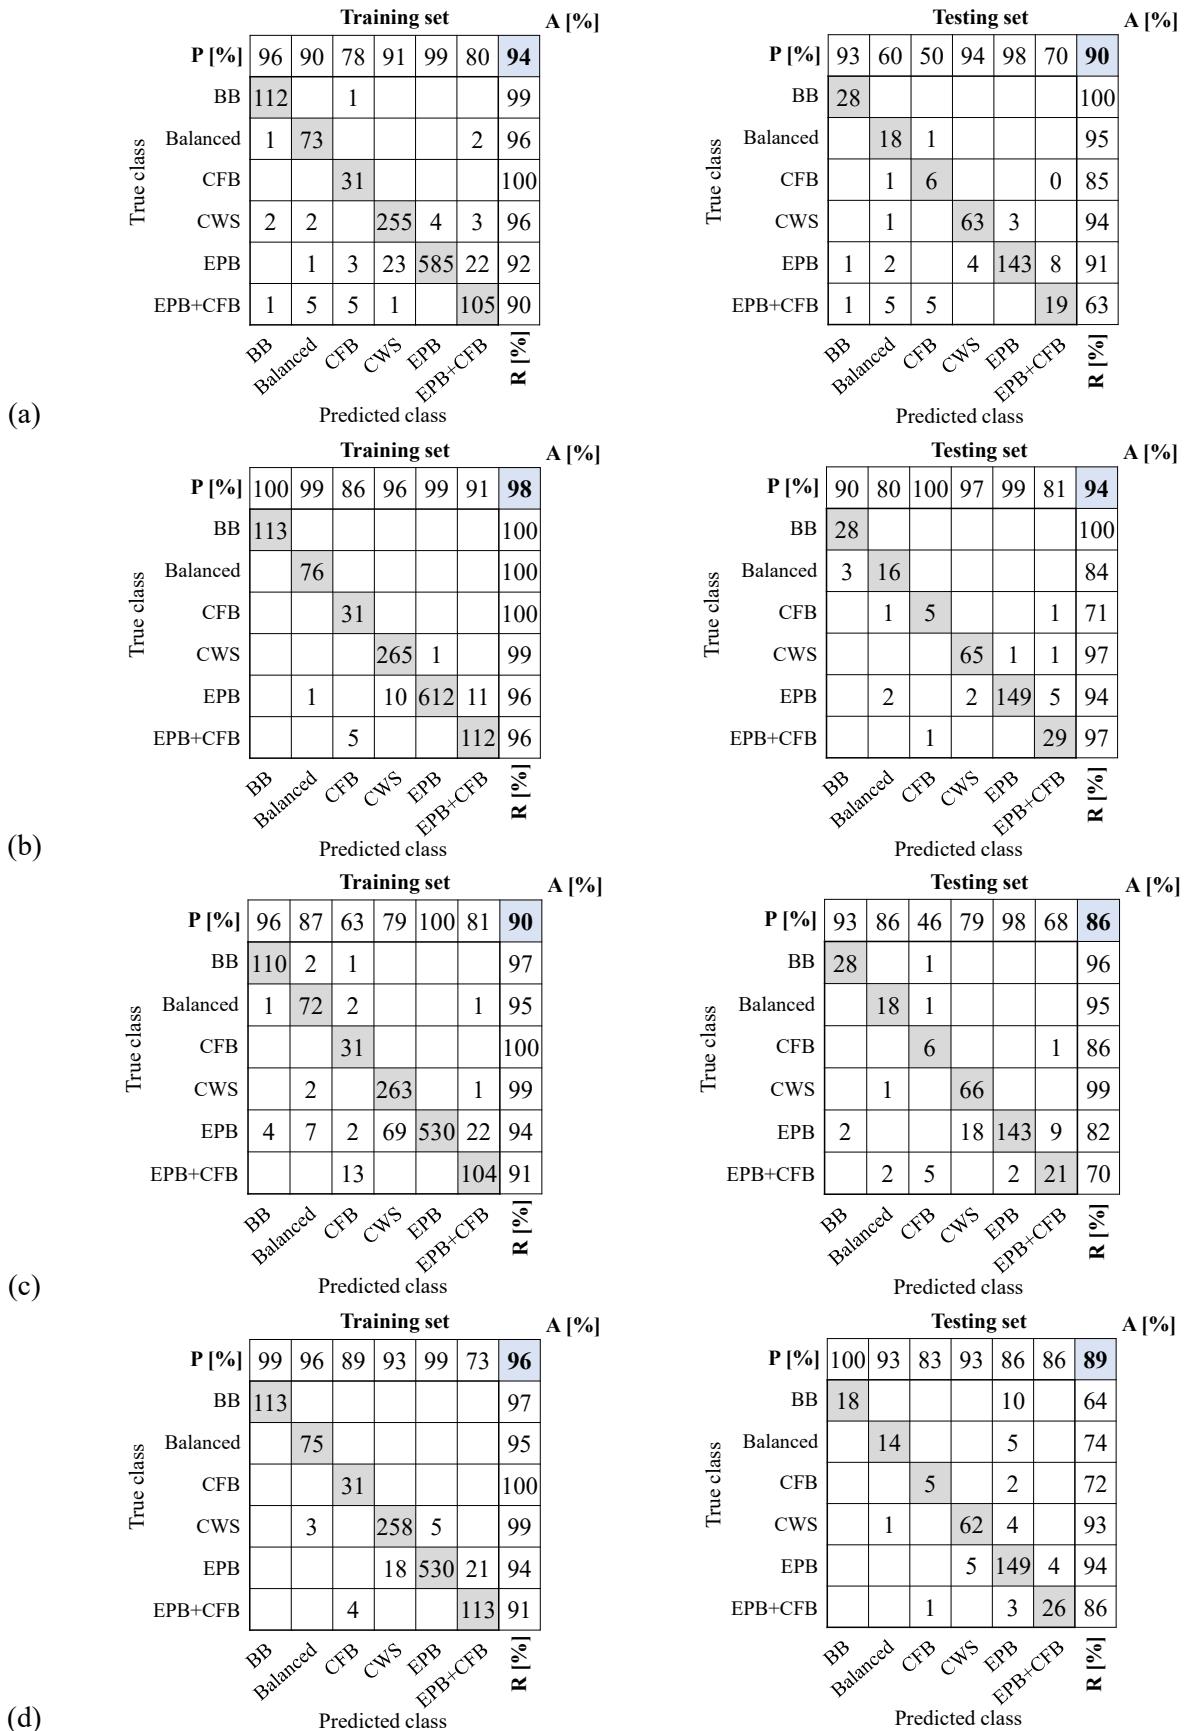 Training set A [%]
P [%] 96 90 78 91 99 80 94
BB 112 1 99
Balanced 1 73 2 96
CFB 31 100
CWS 2 2 255 4 3 96
EPB 1 3 23 585 22 92
EPB+CFB 1 5 5 1 105 90
True class
BB Balanced CFB CWS EPB EPB+CFB R [%]
Predicted class
Testing set A [%]
P [%] 93 60 50 94 98 70 90
BB 28 100
Balanced 18 1 95
CFB 1 6 0 85
CWS 1 63 3 94
EPB 1 2 4 143 8 91
EPB+CFB 1 5 5 19 63
True class
BB Balanced CFB CWS EPB EPB+CFB R [%]
Predicted class
(a)
Training set A [%]
P [%] 100 99 86 96 99 91 98
BB 113 100
Balanced 76 100
CFB 31 100
CWS 265 1 99
EPB 1 10 612 11 96
EPB+CFB 5 112 96
True class
BB Balanced CFB CWS EPB EPB+CFB R [%]
Predicted class
Testing set A [%]
P [%] 90 80 100 97 99 81 94
BB 28 100
Balanced 3 16 84
CFB 1 5 1 71
CWS 65 1 1 97
EPB 2 2 149 5 94
EPB+CFB 1 29 97
True class
BB Balanced CFB CWS EPB EPB+CFB R [%]
Predicted class
(b)
Training set A [%]
P [%] 96 87 63 79 100 81 90
BB 110 2 1 97
Balanced 1 72 2 1 95
CFB 31 100
CWS 2 263 1 99
EPB 4 7 2 69 530 22 94
EPB+CFB 13 104 91
True class
BB Balanced CFB CWS EPB EPB+CFB R [%]
Predicted class
Testing set A [%]
P [%] 93 86 46 79 98 68 86
BB 28 1 96
Balanced 18 1 95
CFB 6 1 86
CWS 1 66 99
EPB 2 18 143 9 82
EPB+CFB 2 5 2 21 70
True class
BB Balanced CFB CWS EPB EPB+CFB R [%]
Predicted class
(c)
Training set A [%]
P [%] 99 96 89 93 99 73 96
BB 113 97
Balanced 75 95
CFB 31 100
CWS 3 258 5 99
EPB 18 530 21 94
EPB+CFB 4 113 91
True class
BB Balanced CFB CWS EPB EPB+CFB R [%]
Predicted class
Testing set A [%]
P [%] 100 93 83 93 86 86 89
BB 18 10 64
Balanced 14 5 74
CFB 5 2 72
CWS 1 62 4 93
EPB 5 149 4 94
EPB+CFB 1 3 26 86
True class
BB Balanced CFB CWS EPB EPB+CFB R [%]
Predicted class
(d)